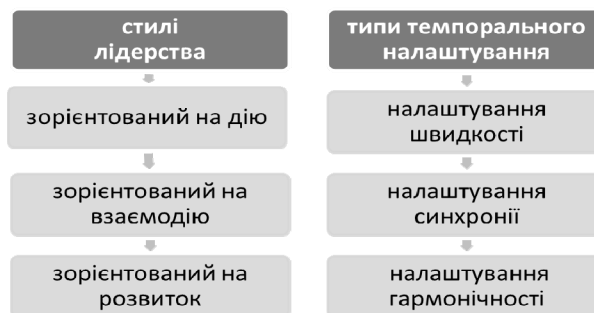 стилі
лідерства
зорієнтований на дію
зорієнтований на
взаємодію
зорієнтований на
розвиток
типи темпорального
налаштування
налаштування
швидкості
налаштування
синхронії
налаштування
гармонічності